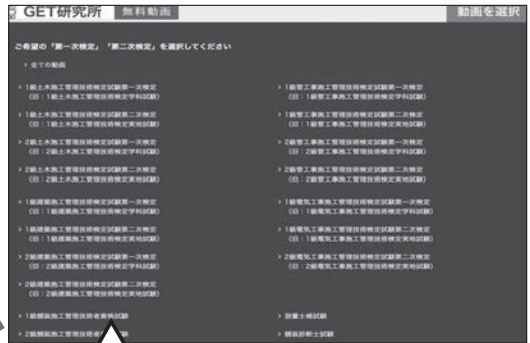 GET研究所 無料動画 動画を選択
ご希望の「第一次検定」「第二次検定」を選択してください
› 全ての動画
› 1級土木施工管理技術検定試験第一次検定
(旧:1級土木施工管理技術検定学科試験)
› 1級土木施工管理技術検定試験第二次検定
(旧:1級土木施工管理技術検定実地試験)
› 2級土木施工管理技術検定試験第一次検定
(旧:2級土木施工管理技術検定学科試験)
› 2級土木施工管理技術検定試験第二次検定
(旧:2級土木施工管理技術検定実地試験)
› 1級建築施工管理技術検定試験第一次検定
(旧:1級建築施工管理技術検定学科試験)
› 1級建築施工管理技術検定試験第二次検定
(旧:1級建築施工管理技術検定実地試験)
› 2級建築施工管理技術検定試験第一次検定
(旧:2級建築施工管理技術検定学科試験)
› 2級建築施工管理技術検定試験第二次検定
(旧:2級建築施工管理技術検定実地試験)
› 1級舗装施工管理技術者資格試験
› 2級舗装施工管理技術者 試験
› 1級管工事施工管理技術検定試験第一次検定
(旧:1級管工事施工管理技術検定学科試験)
› 1級管工事施工管理技術検定試験第二次検定
(旧:1級管工事施工管理技術検定実地試験)
› 2級管工事施工管理技術検定試験第一次検定
(旧:2級管工事施工管理技術検定学科試験)
› 2級管工事施工管理技術検定試験第二次検定
(旧:2級管工事施工管理技術検定実地試験)
› 1級電気工事施工管理技術検定試験第一次検定
(旧:1級電気工事施工管理技術検定学科試験)
› 1級電気工事施工管理技術検定試験第二次検定
(旧:1級電気工事施工管理技術検定実地試験)
› 2級電気工事施工管理技術検定試験第二次検定
(旧:2級電気工事施工管理技術検定実地試験)
› 測量士補試験
› 舗装診断士試験